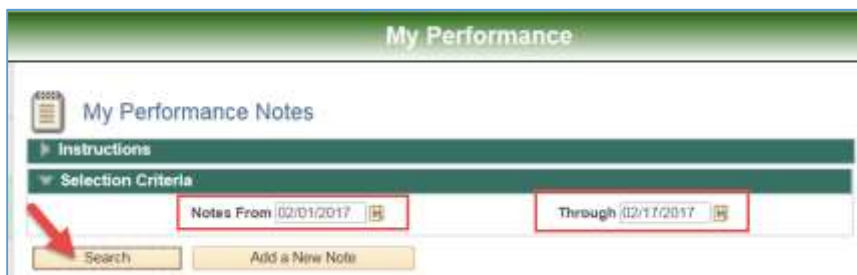 My Performance
My Performance Notes
Instructions
Selection Criteria
Notes From 02/01/2017 Through 02/17/2017
Search Add a New Note